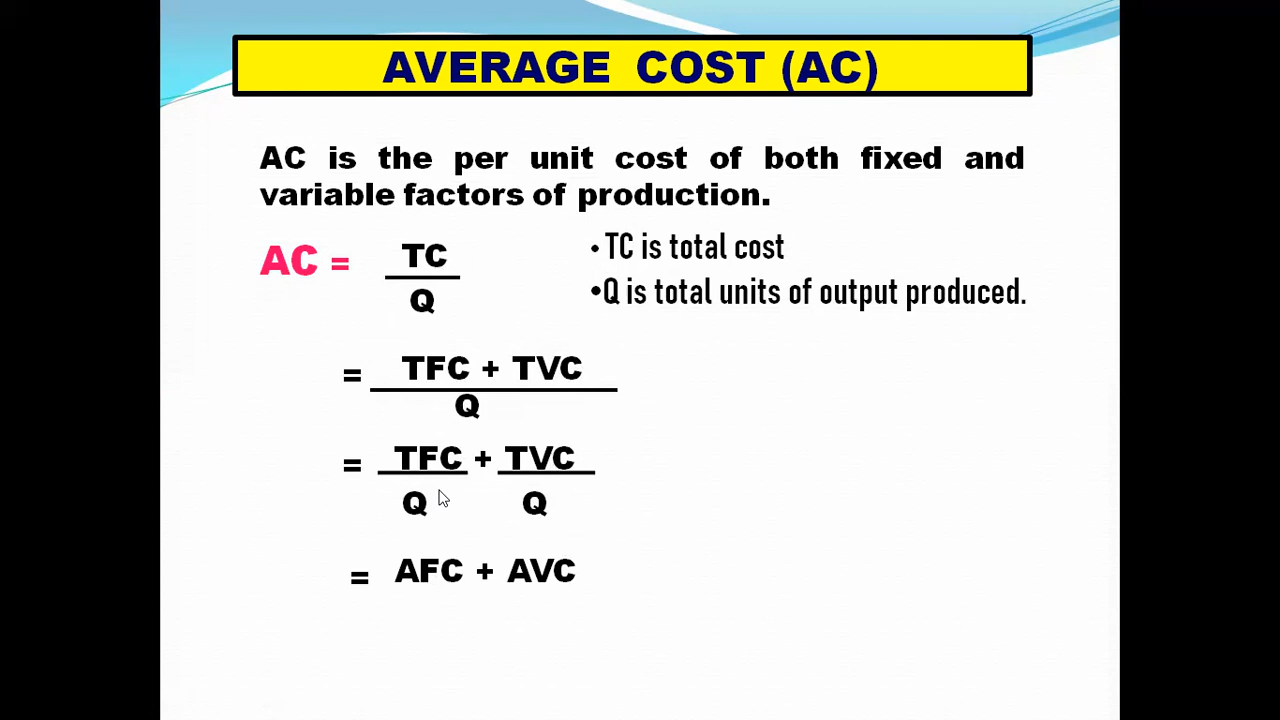 AVERAGE COST (AC)
AC is the per unit cost of both fixed and
variable factors of production.
AC = TC
Q
• TC is total cost
•Q is total units of output produced.
= TFC + TVC
Q
= TFC + TVC
Q Q
= AFC + AVC